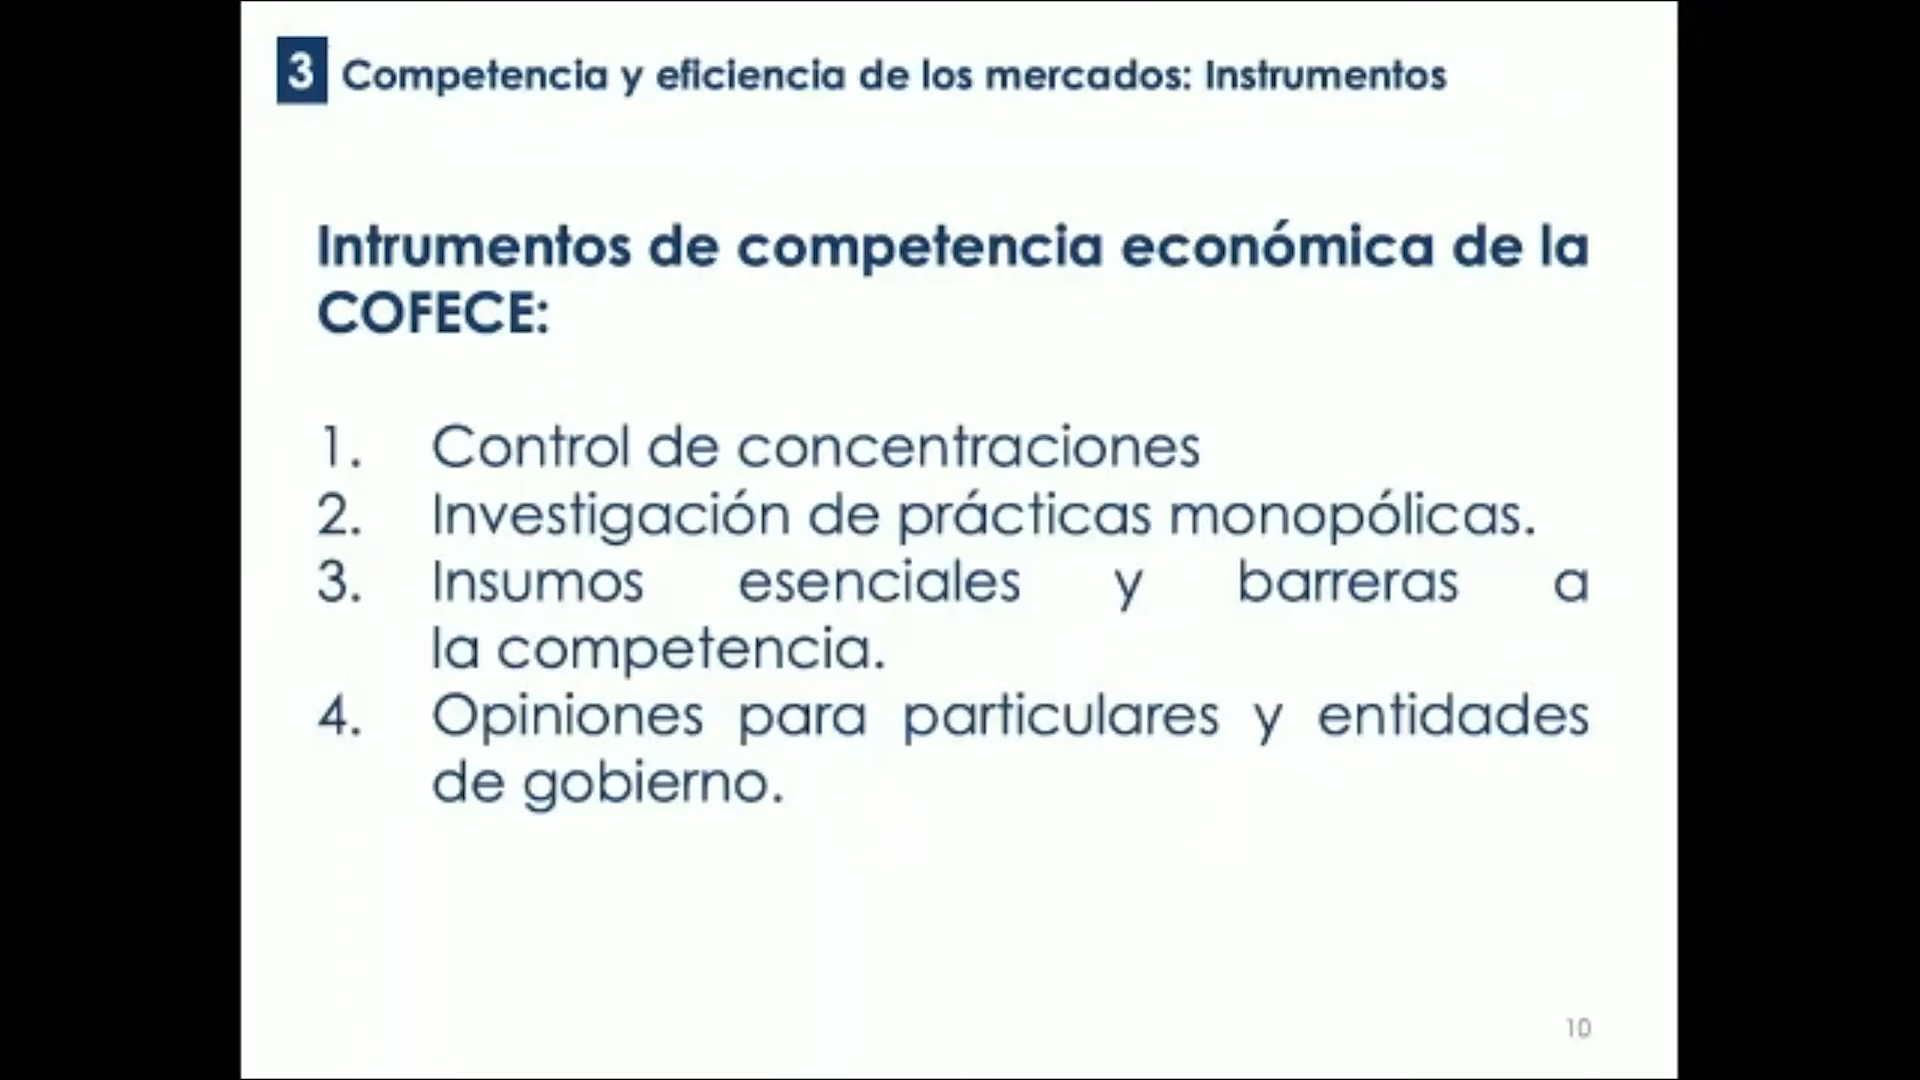 3 Competencia y eficiencia de los mercados: Instrumentos
Intrumentos de competencia económica de la
COFECE:
1. Control de concentraciones
2. Investigación de prácticas monopólicas.
3. Insumos esenciales y barreras a
la competencia.
4. Opiniones para particulares y entidades
de gobierno.
10